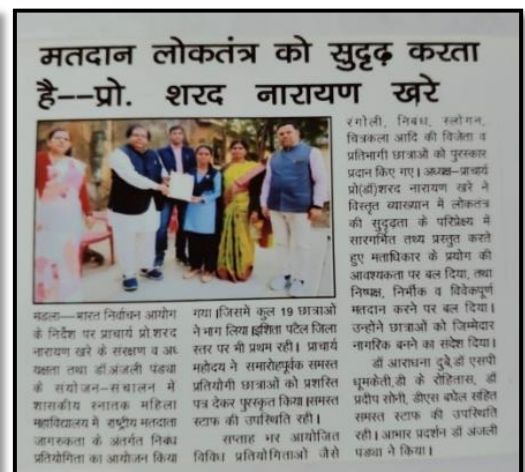 मतदान लोकतंत्र को सुदृढ़ करता
है--प्रो. शरद नारायण खरे
मंडला—भारत निर्वाचन आयोग
के निर्देश पर प्राचार्य प्रो.शरद
नारायण खरे के संरक्षण व अध्
यक्षता तथा डॉ अंजली पंड्या
के संयोजन-संचालन में
शासकीय स्नातक महिला
महाविद्यालय में राष्ट्रीय मतदाता
जागरुकता के अंतर्गत निबंध
प्रतियोगिता का आयोजन किया
गया।जिसमें कुल 19 छात्राओं
ने भाग लिया।इशिता पटेल जिला
स्तर पर भी प्रथम रही। प्राचार्य
महोदय ने समारोहपूर्वक समस्त
प्रतियोगी छात्राओं को प्रशस्ति
पत्र देकर पुरस्कृत किया।समस्त
स्टाफ की उपस्थिति रही।
सप्ताह भर आयोजित
विविध प्रतियोगिताओं जैसे
रंगोली, निबंध, स्लोगन,
चित्रकला आदि की विजेता व
प्रतिभागी छात्राओं को पुरस्कार
प्रदान किए गए। अध्यक्ष-प्राचार्य
प्रो(डॉ)शरद नारायण खरे ने
विस्तृत व्याख्यान में लोकतंत्र
की सुदृढ़ता के परिप्रेक्ष्य में
सारगर्भित तथ्य प्रस्तुत करते
हुए मताधिकार के प्रयोग की
आवश्यकता पर बल दिया, तथा
निष्पक्ष, निर्भीक व विवेकपूर्ण
मतदान करने पर बल दिया।
उन्होंने छात्राओं को जिम्मेदार
नागरिक बनने का संदेश दिया।
डॉ आराधना दुबे,डॉ एसपी
धूमकेती,डी के रोहितास, डॉ
प्रदीप सोनी, डीएस बघेल सहित
समस्त स्टाफ की उपस्थिति
रही। आभार प्रदर्शन डॉ अंजली
पंड्या ने किया।